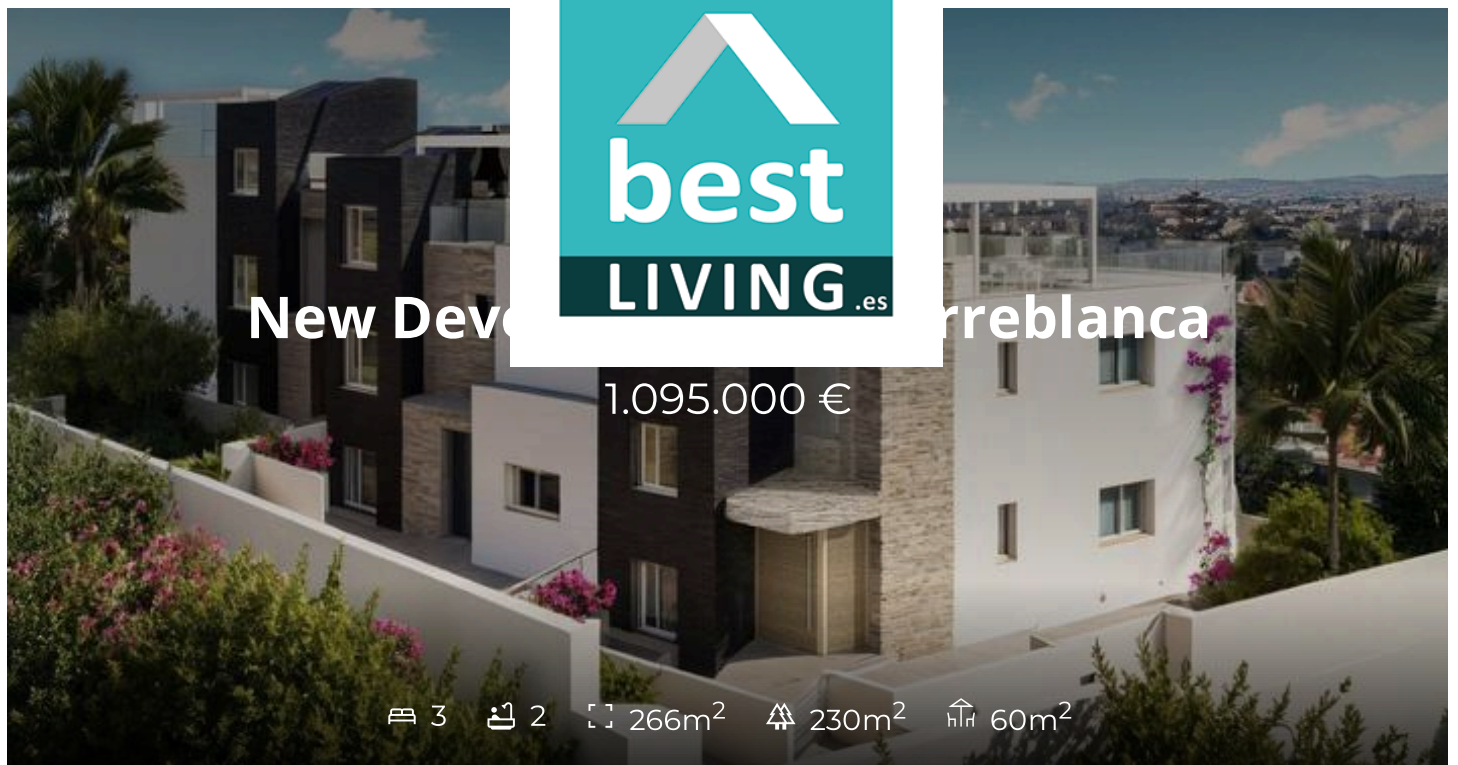 best
LIVING.es
New Deve rreblanca
1.095.000 €
3 2 266m² 230m² 60m²